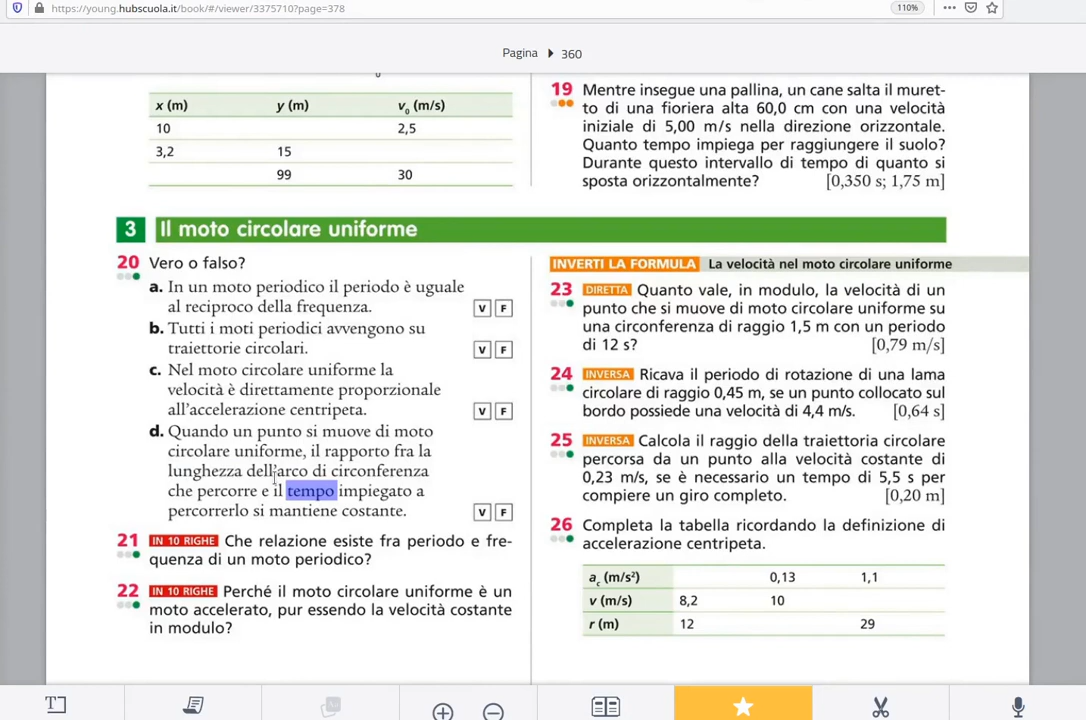 https://young.hubscuola.it/book/#/viewer/3375710?page=378
110%
Pagina 360
x (m) y (m) v0 (m/s)
10 2,5
3,2 15
99 30
19 Mentre insegue una pallina, un cane salta il muret-
to di una fioriera alta 60,0 cm con una velocità
iniziale di 5,00 m/s nella direzione orizzontale.
Quanto tempo impiega per raggiungere il suolo?
Durante questo intervallo di tempo di quanto si
sposta orizzontalmente? [0,350 s; 1,75 m]
3 Il moto circolare uniforme
20 Vero o falso?
a. In un moto periodico il periodo è uguale
al reciproco della frequenza. V F
b. Tutti i moti periodici avvengono su
traiettorie circolari. V F
c. Nel moto circolare uniforme la
velocità è direttamente proporzionale
all'accelerazione centripeta. V F
d. Quando un punto si muove di moto
circolare uniforme, il rapporto fra la
lunghezza dell'arco di circonferenza
che percorre e il tempo impiegato a
percorrerlo si mantiene costante. V F
21 IN 10 RIGHE Che relazione esiste fra periodo e fre-
quenza di un moto periodico?
22 IN 10 RIGHE Perché il moto circolare uniforme è un
moto accelerato, pur essendo la velocità costante
in modulo?
INVERTI LA FORMULA La velocità nel moto circolare uniforme
23 DIRETTA Quanto vale, in modulo, la velocità di un
punto che si muove di moto circolare uniforme su
una circonferenza di raggio 1,5 m con un periodo
di 12 s? [0,79 m/s]
24 INVERSA Ricava il periodo di rotazione di una lama
circolare di raggio 0,45 m, se un punto collocato sul
bordo possiede una velocità di 4,4 m/s. [0,64 s]
25 INVERSA Calcola il raggio della traiettoria circolare
percorsa da un punto alla velocità costante di
0,23 m/s, se è necessario un tempo di 5,5 s per
compiere un giro completo. [0,20 m]
26 Completa la tabella ricordando la definizione di
accelerazione centripeta.
ac (m/s²) 0,13 1,1
v (m/s) 8,2 10
r (m) 12 29